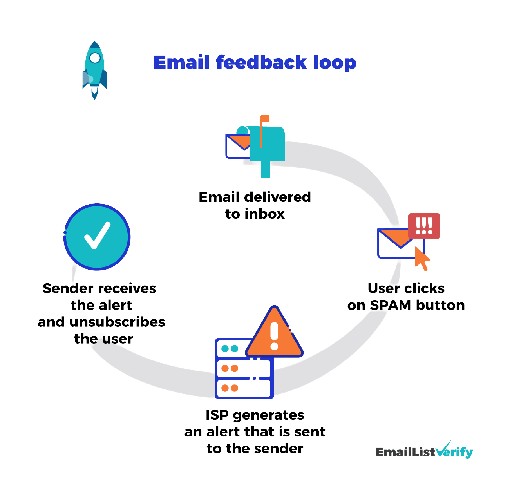 Email feedback loop
Email delivered
to inbox
!!!
User clicks
on SPAM button
Sender receives
the alert
and unsubscribes
the user
!
ISP generates
an alert that is sent
to the sender
EmailListVerify